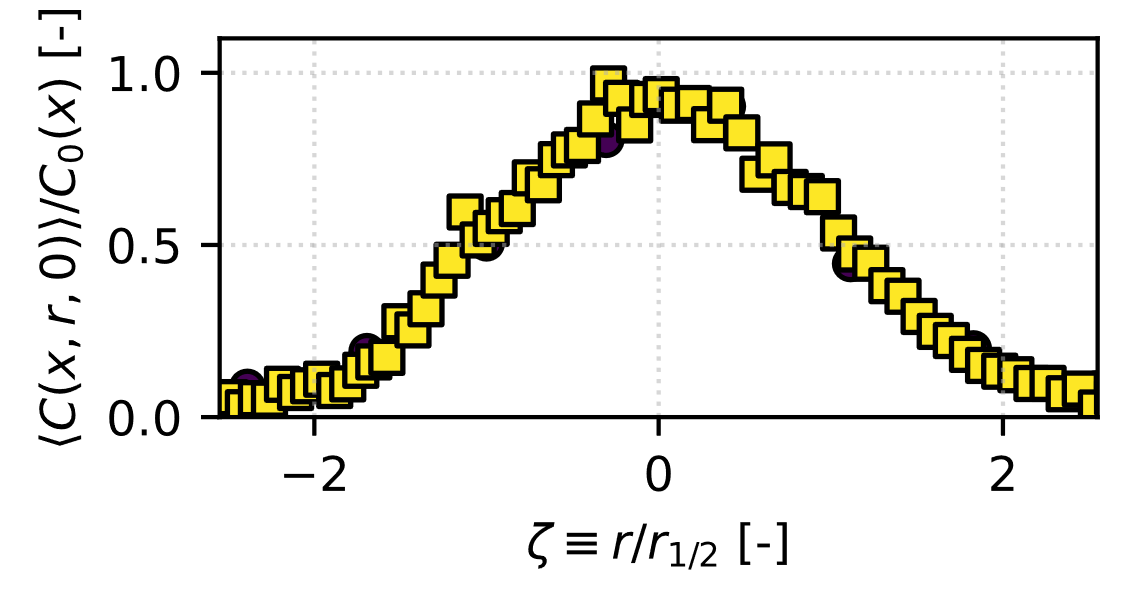 ⟨C(x, r, 0)⟩/C₀(x) [-]
1.0
0.5
0.0
−2 0 2
ζ ≡ r/r₁/₂ [-]